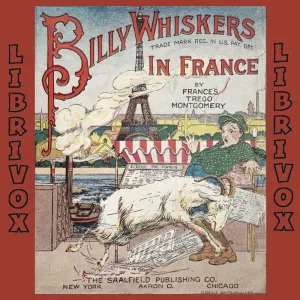 LIBRIVOX
BILLY WHISKERS
TRADE MARK REG. IN U.S. PAT. OFF.
IN FRANCE
BY
FRANCES
TREGO
MONTGOMERY
THE SAALFIELD PUBLISHING CO.
NEW YORK AKRON O. CHICAGO
LIBRIVOX